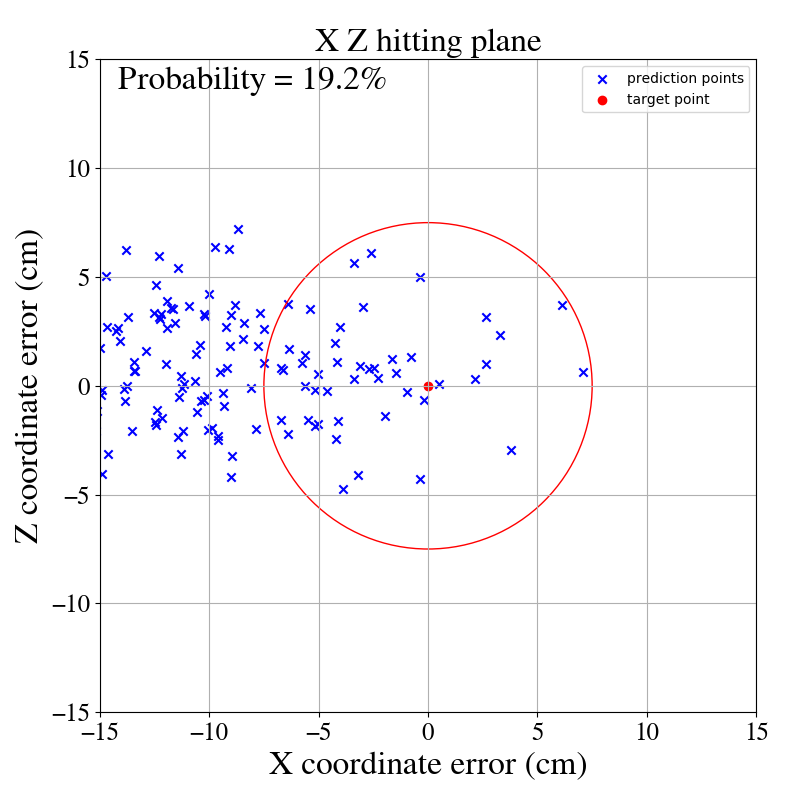 X Z hitting plane
Probability = 19.2%
prediction points
target point
Z coordinate error (cm)
15
10
5
0
−5
−10
−15
−15 −10 −5 0 5 10 15
X coordinate error (cm)